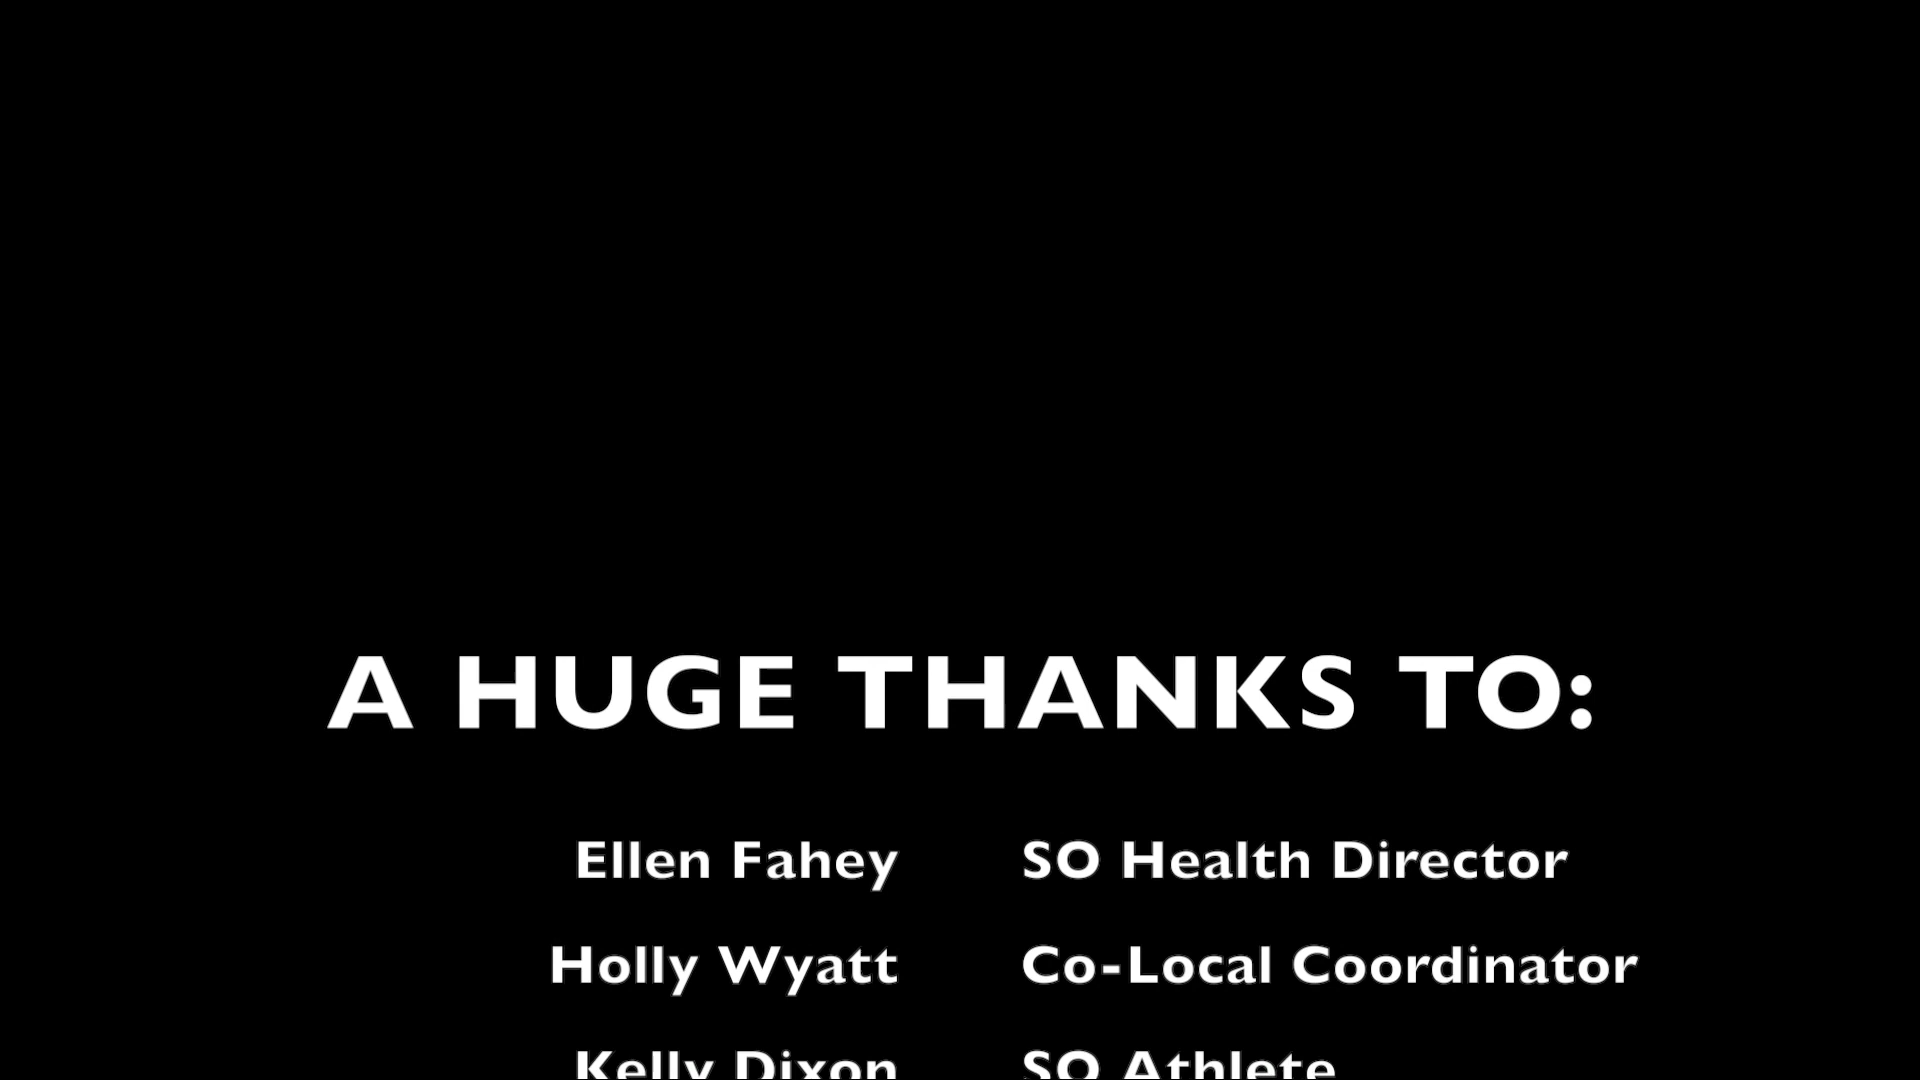 A HUGE THANKS TO:
Ellen Fahey SO Health Director
Holly Wyatt Co-Local Coordinator
Kelly Dixon SO Athlete